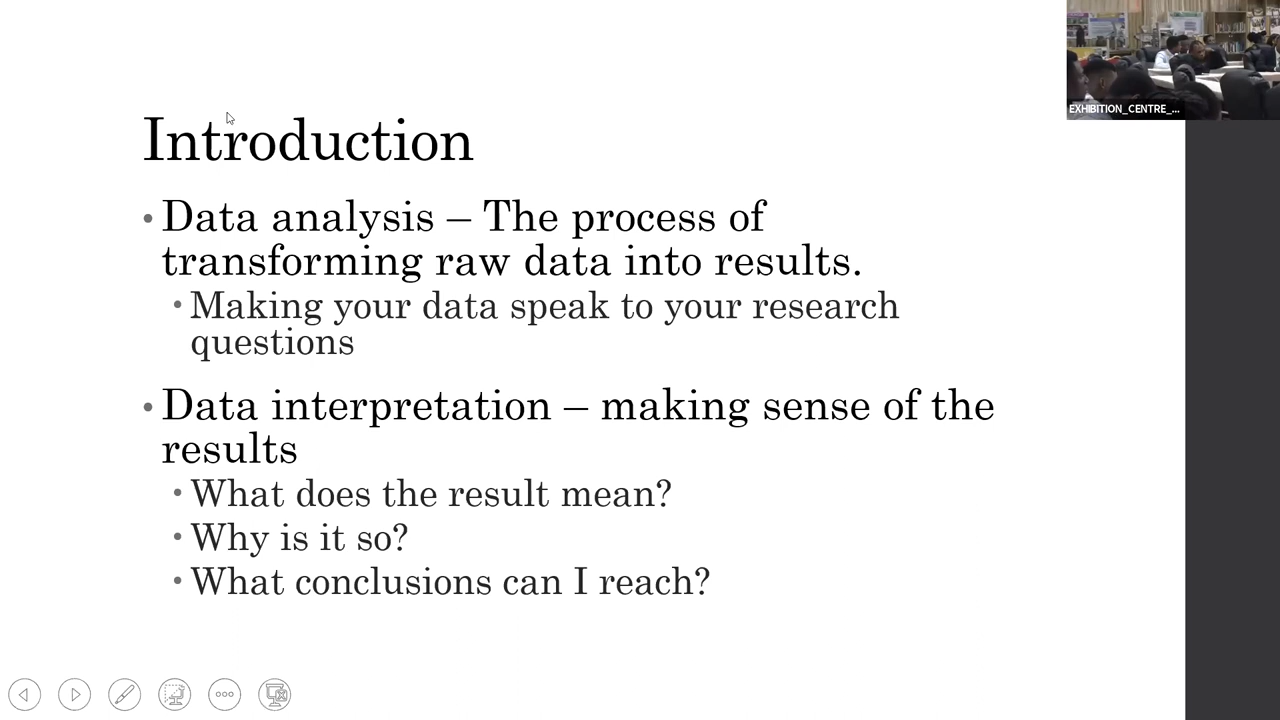 EXHIBITION_CENTRE_...
Introduction
• Data analysis – The process of
transforming raw data into results.
• Making your data speak to your research
questions
• Data interpretation – making sense of the
results
• What does the result mean?
• Why is it so?
• What conclusions can I reach?